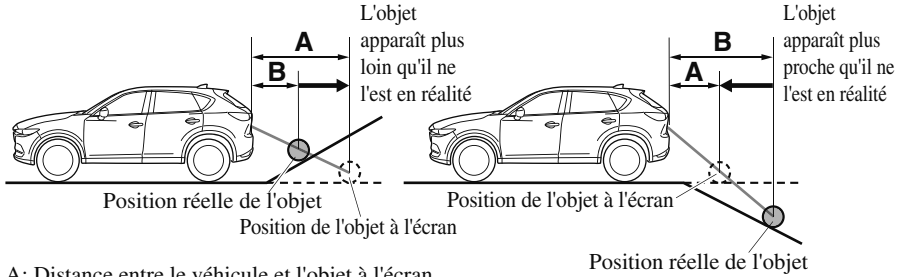 L'objet
apparaît plus
loin qu'il ne
l'est en réalité
A
B
Position réelle de l'objet
Position de l'objet à l'écran
L'objet
apparaît plus
proche qu'il ne
l'est en réalité
B
A
Position de l'objet à l'écran
Position réelle de l'objet
A: Distance entre le véhicule et l'objet à l'écran